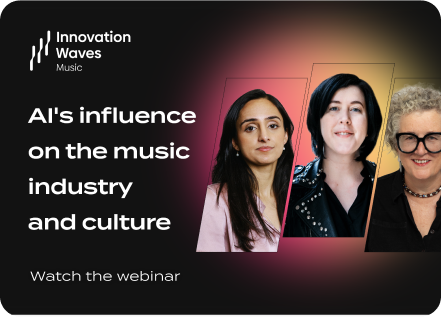 Innovation
Waves
Music
AI's influence
on the music
industry
and culture
Watch the webinar